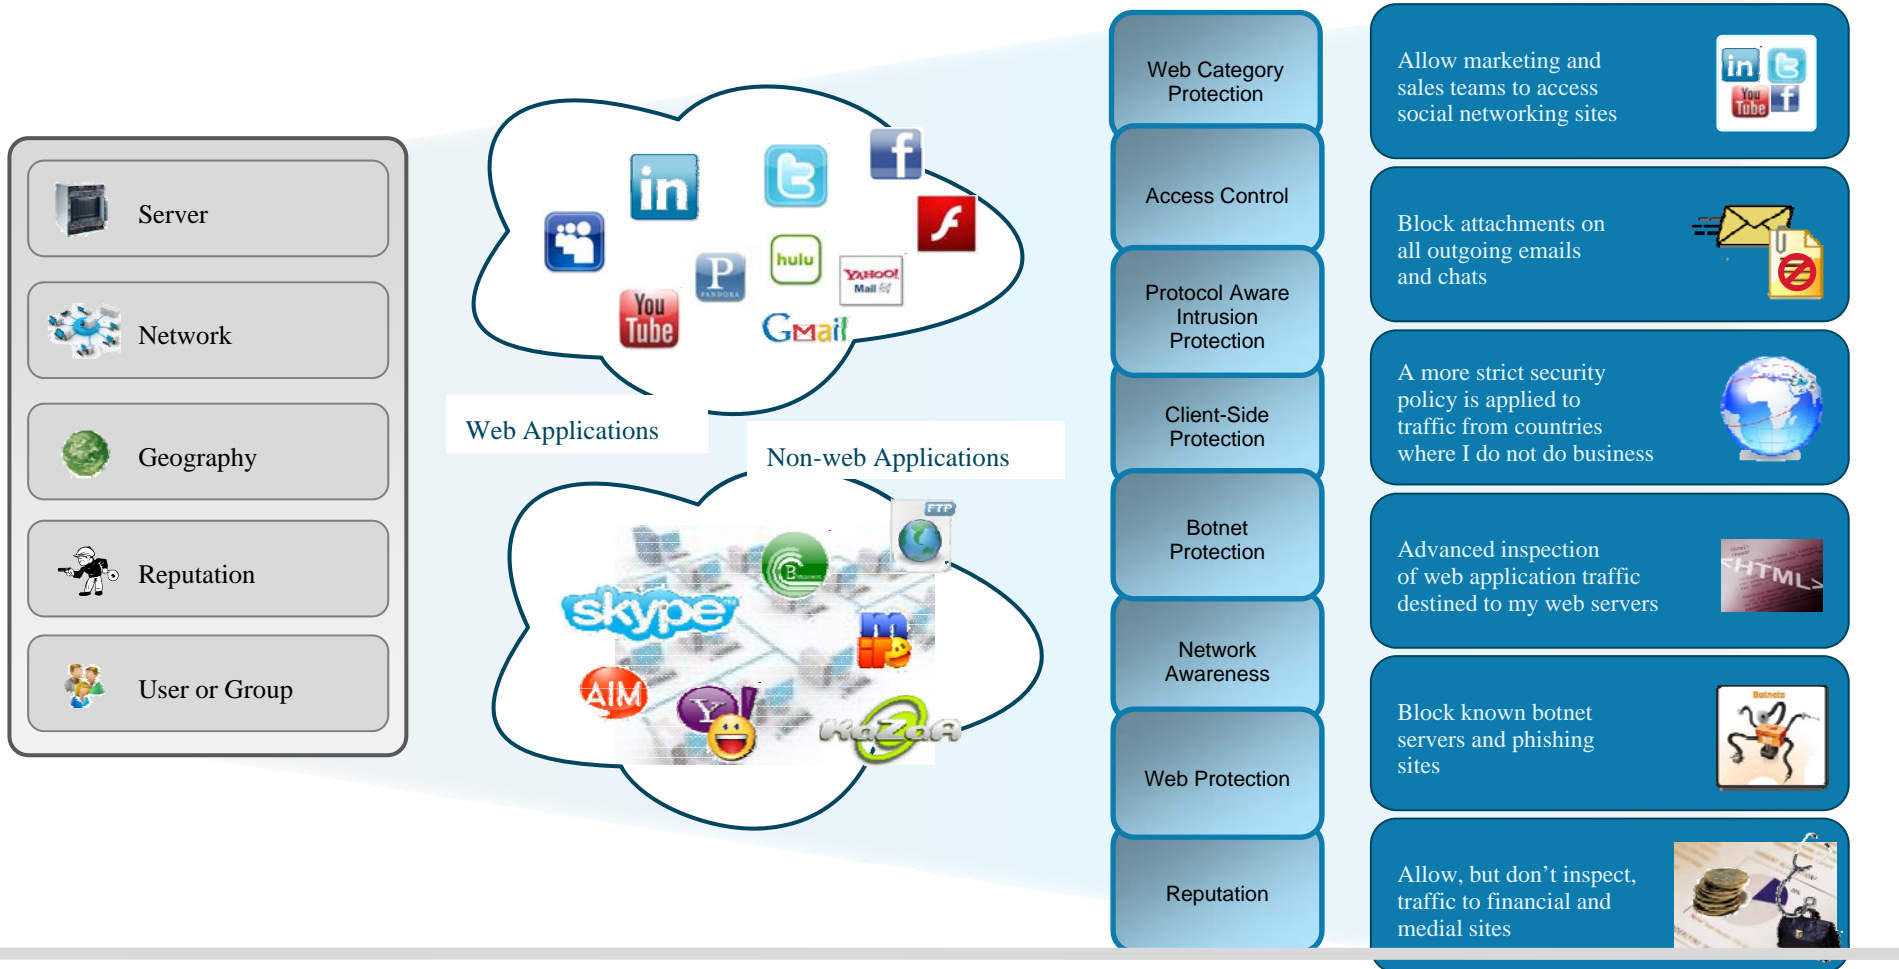 Server
Network
Geography
Reputation
User or Group
in
f
hulu
P
PANDORA
YAHOO!
Mail
You
Tube
GMail
Web Applications
Non-web Applications
FTP
B
skype
m
AIM
Y!
KaZaA
Web Category
Protection
Access Control
Protocol Aware
Intrusion
Protection
Client-Side
Protection
Botnet
Protection
Network
Awareness
Web Protection
Reputation
Allow marketing and
sales teams to access
social networking sites
in
You
Tube
f
Block attachments on
all outgoing emails
and chats
A more strict security
policy is applied to
traffic from countries
where I do not do business
Advanced inspection
of web application traffic
destined to my web servers
<HTML>
Block known botnet
servers and phishing
sites
Botnets
Allow, but don’t inspect,
traffic to financial and
medial sites